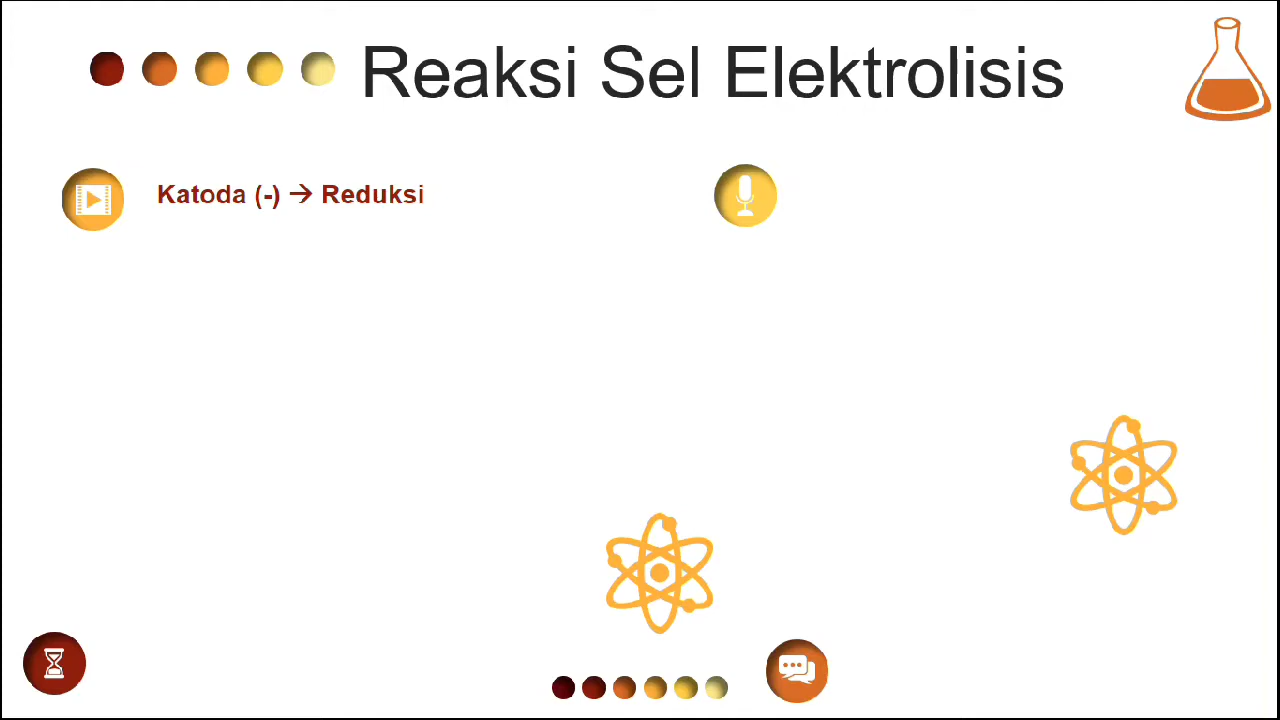 Reaksi Sel Elektrolisis
Katoda (-) → Reduksi